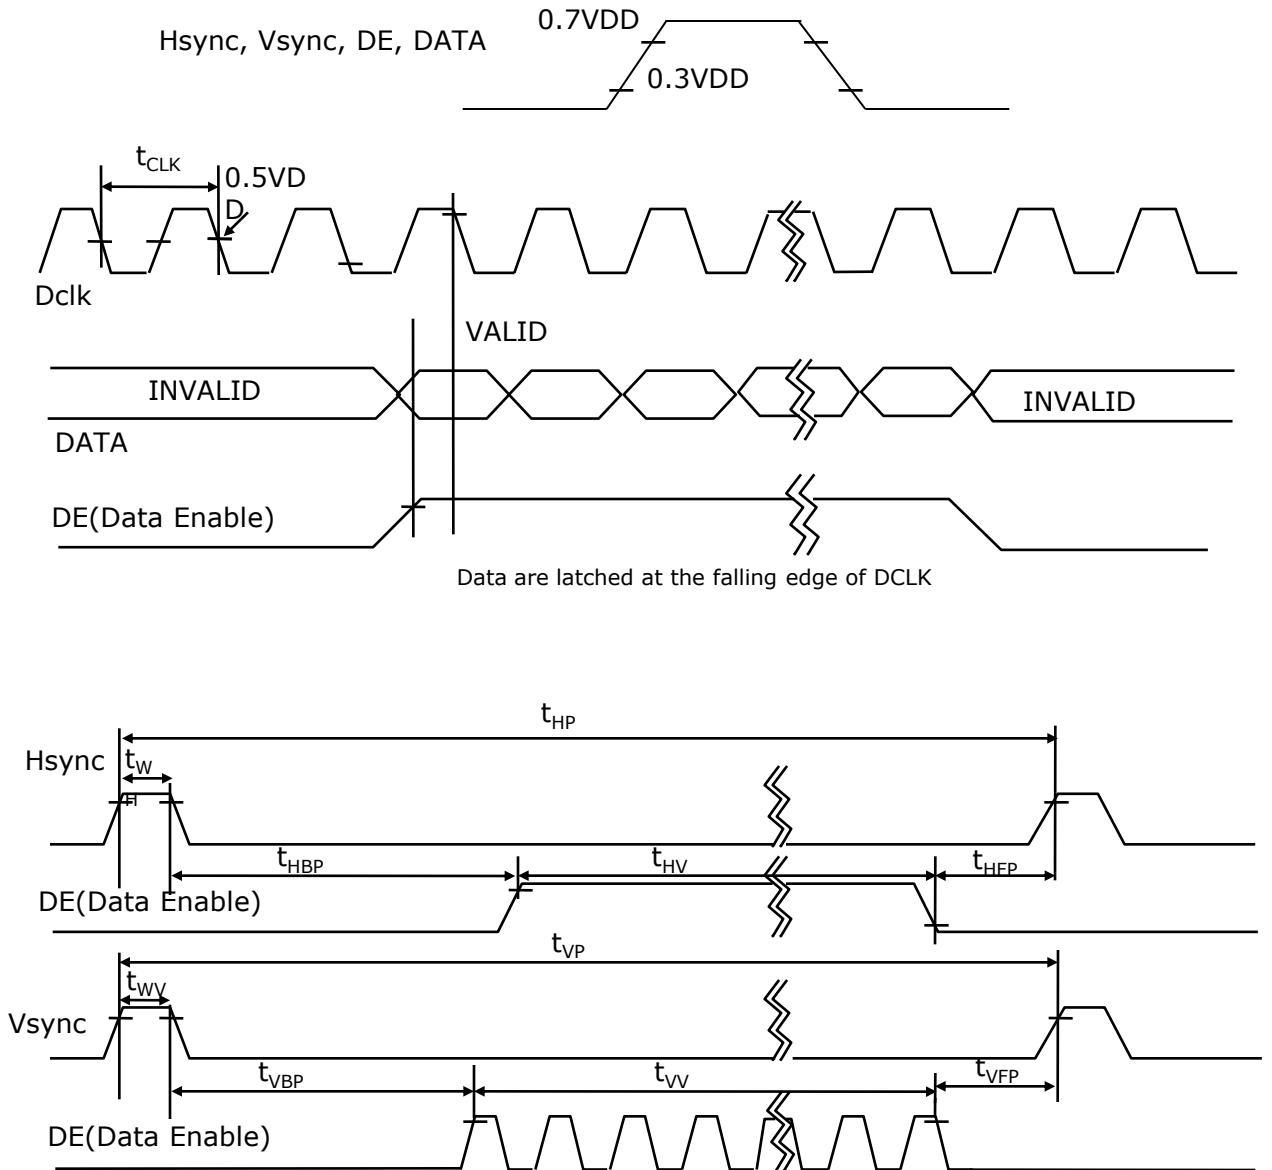 0.7VDD
Hsync, Vsync, DE, DATA
0.3VDD
tCLK
0.5VD
D
Dclk
VALID
INVALID
INVALID
DATA
DE(Data Enable)
Data are latched at the falling edge of DCLK
tHP
Hsync
tW
H
tHBP
tHV
tHFP
DE(Data Enable)
tVP
tWV
Vsync
tVBP
tVV
tVFP
DE(Data Enable)